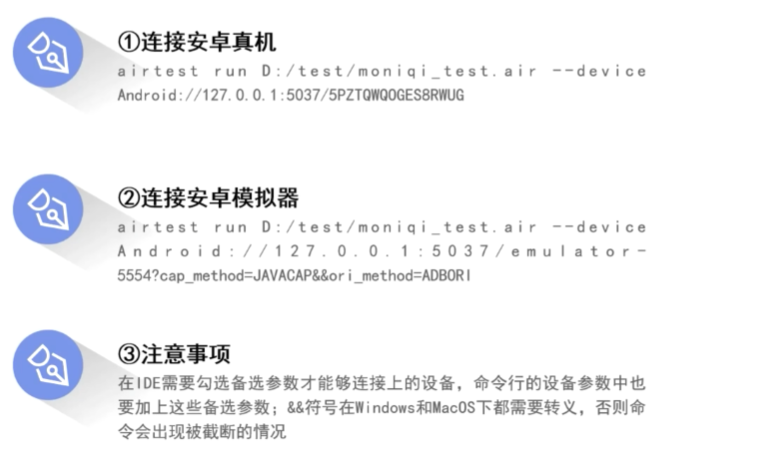 ①连接安卓真机
airtest run D:/test/moniqi_test.air --device
Android://127.0.0.1:5037/5PZTQWQOGES8RWUG
②连接安卓模拟器
airtest run D:/test/moniqi_test.air --device
Android://127.0.0.1:5037/emulator-
5554?cap_method=JAVACAP&&ori_method=ADBORI
③注意事项
在IDE需要勾选备选参数才能够连接上的设备，命令行的设备参数中也
要加上这些备选参数；&&符号在Windows和MacOS下都需要转义，否则命
令会出现被截断的情况